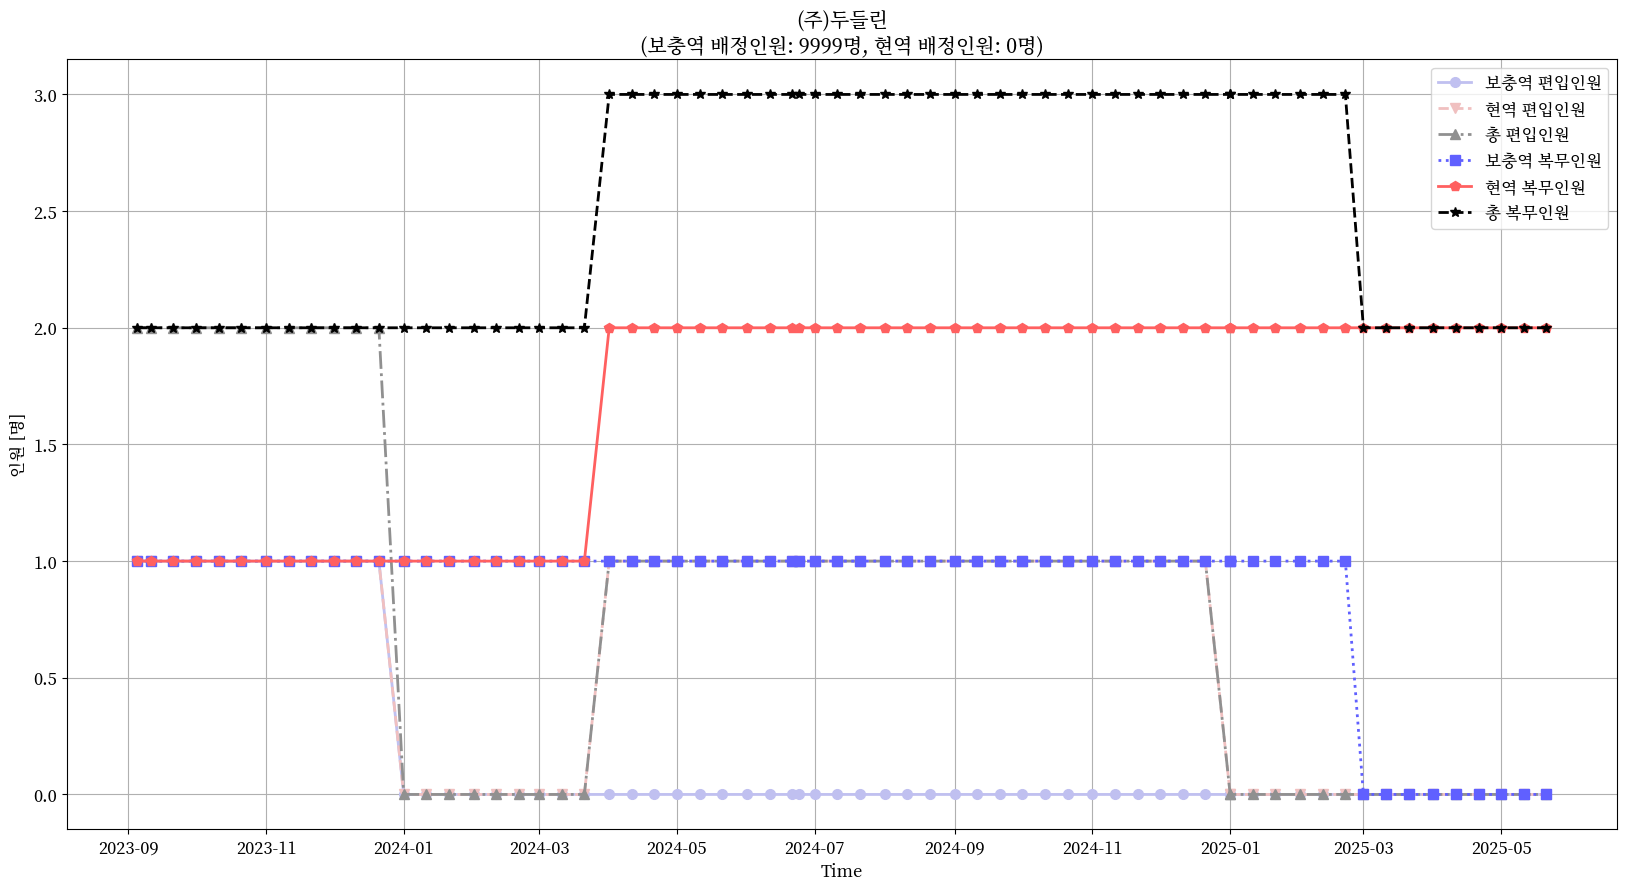 (주)두들린
(보충역 배정인원: 9999명, 현역 배정인원: 0명)
보충역 편입인원
현역 편입인원
총 편입인원
보충역 복무인원
현역 복무인원
총 복무인원
인원 [명]
3.0
2.5
2.0
1.5
1.0
0.5
0.0
2023-09 2023-11 2024-01 2024-03 2024-05 2024-07 2024-09 2024-11 2025-01 2025-03 2025-05
Time